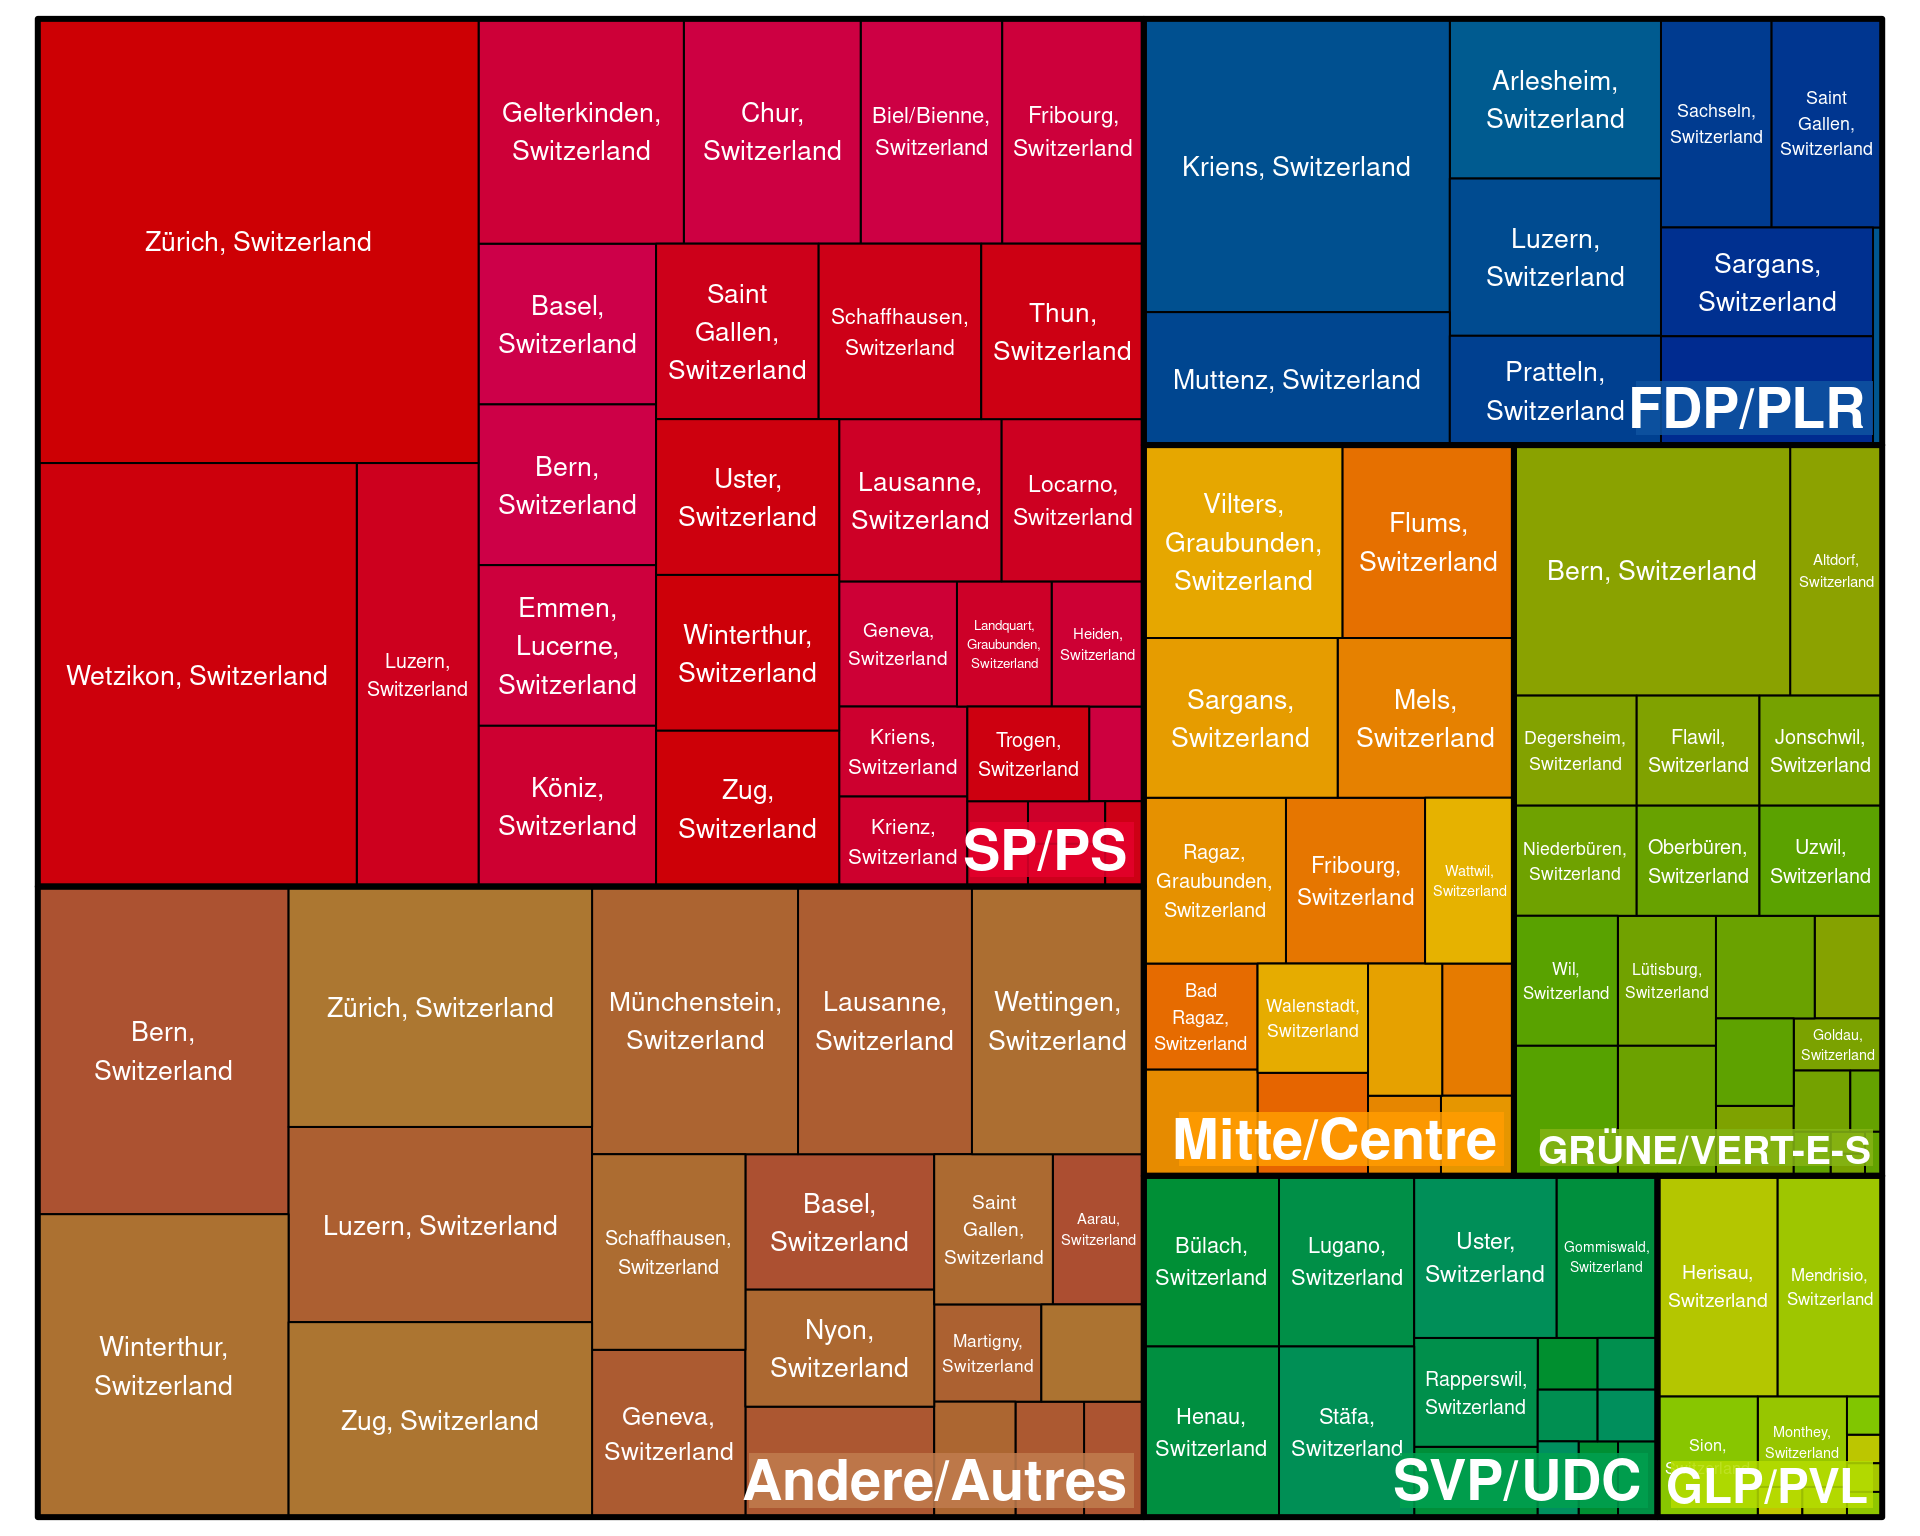 Zürich, Switzerland
Wetzikon, Switzerland
Luzern,
Switzerland
Gelterkinden,
Switzerland
Chur,
Switzerland
Biel/Bienne,
Switzerland
Fribourg,
Switzerland
Basel,
Switzerland
Bern,
Switzerland
Emmen,
Lucerne,
Switzerland
Köniz,
Switzerland
Saint
Gallen,
Switzerland
Schaffhausen,
Switzerland
Thun,
Switzerland
Uster,
Switzerland
Winterthur,
Switzerland
Zug,
Switzerland
Lausanne,
Switzerland
Locarno,
Switzerland
Geneva,
Switzerland
Landquart,
Graubunden,
Switzerland
Heiden,
Switzerland
Kriens,
Switzerland
Krienz,
Switzerland
Trogen,
Switzerland
SP/PS
Kriens, Switzerland
Muttenz, Switzerland
Arlesheim,
Switzerland
Luzern,
Switzerland
Pratteln,
Switzerland
Sachseln,
Switzerland
Saint
Gallen,
Switzerland
Sargans,
Switzerland
FDP/PLR
Vilters,
Graubunden,
Switzerland
Flums,
Switzerland
Sargans,
Switzerland
Mels,
Switzerland
Ragaz,
Graubunden,
Switzerland
Fribourg,
Switzerland
Wattwil,
Switzerland
Bad
Ragaz,
Switzerland
Walenstadt,
Switzerland
Mitte/Centre
Bern, Switzerland
Altdorf,
Switzerland
Degersheim,
Switzerland
Flawil,
Switzerland
Jonschwil,
Switzerland
Niederbüren,
Switzerland
Oberbüren,
Switzerland
Uzwil,
Switzerland
Wil,
Switzerland
Lütisburg,
Switzerland
Goldau,
Switzerland
GRÜNE/VERT-E-S
Bern,
Switzerland
Winterthur,
Switzerland
Zürich, Switzerland
Luzern, Switzerland
Zug, Switzerland
Münchenstein,
Switzerland
Lausanne,
Switzerland
Wettingen,
Switzerland
Schaffhausen,
Switzerland
Geneva,
Switzerland
Basel,
Switzerland
Nyon,
Switzerland
Saint
Gallen,
Switzerland
Aarau,
Switzerland
Martigny,
Switzerland
Andere/Autres
Bülach,
Switzerland
Lugano,
Switzerland
Uster,
Switzerland
Gommiswald,
Switzerland
Henau,
Switzerland
Stäfa,
Switzerland
Rapperswil,
Switzerland
SVP/UDC
Herisau,
Switzerland
Mendrisio,
Switzerland
Sion,
Switzerland
Monthey,
Switzerland
GLP/PVL